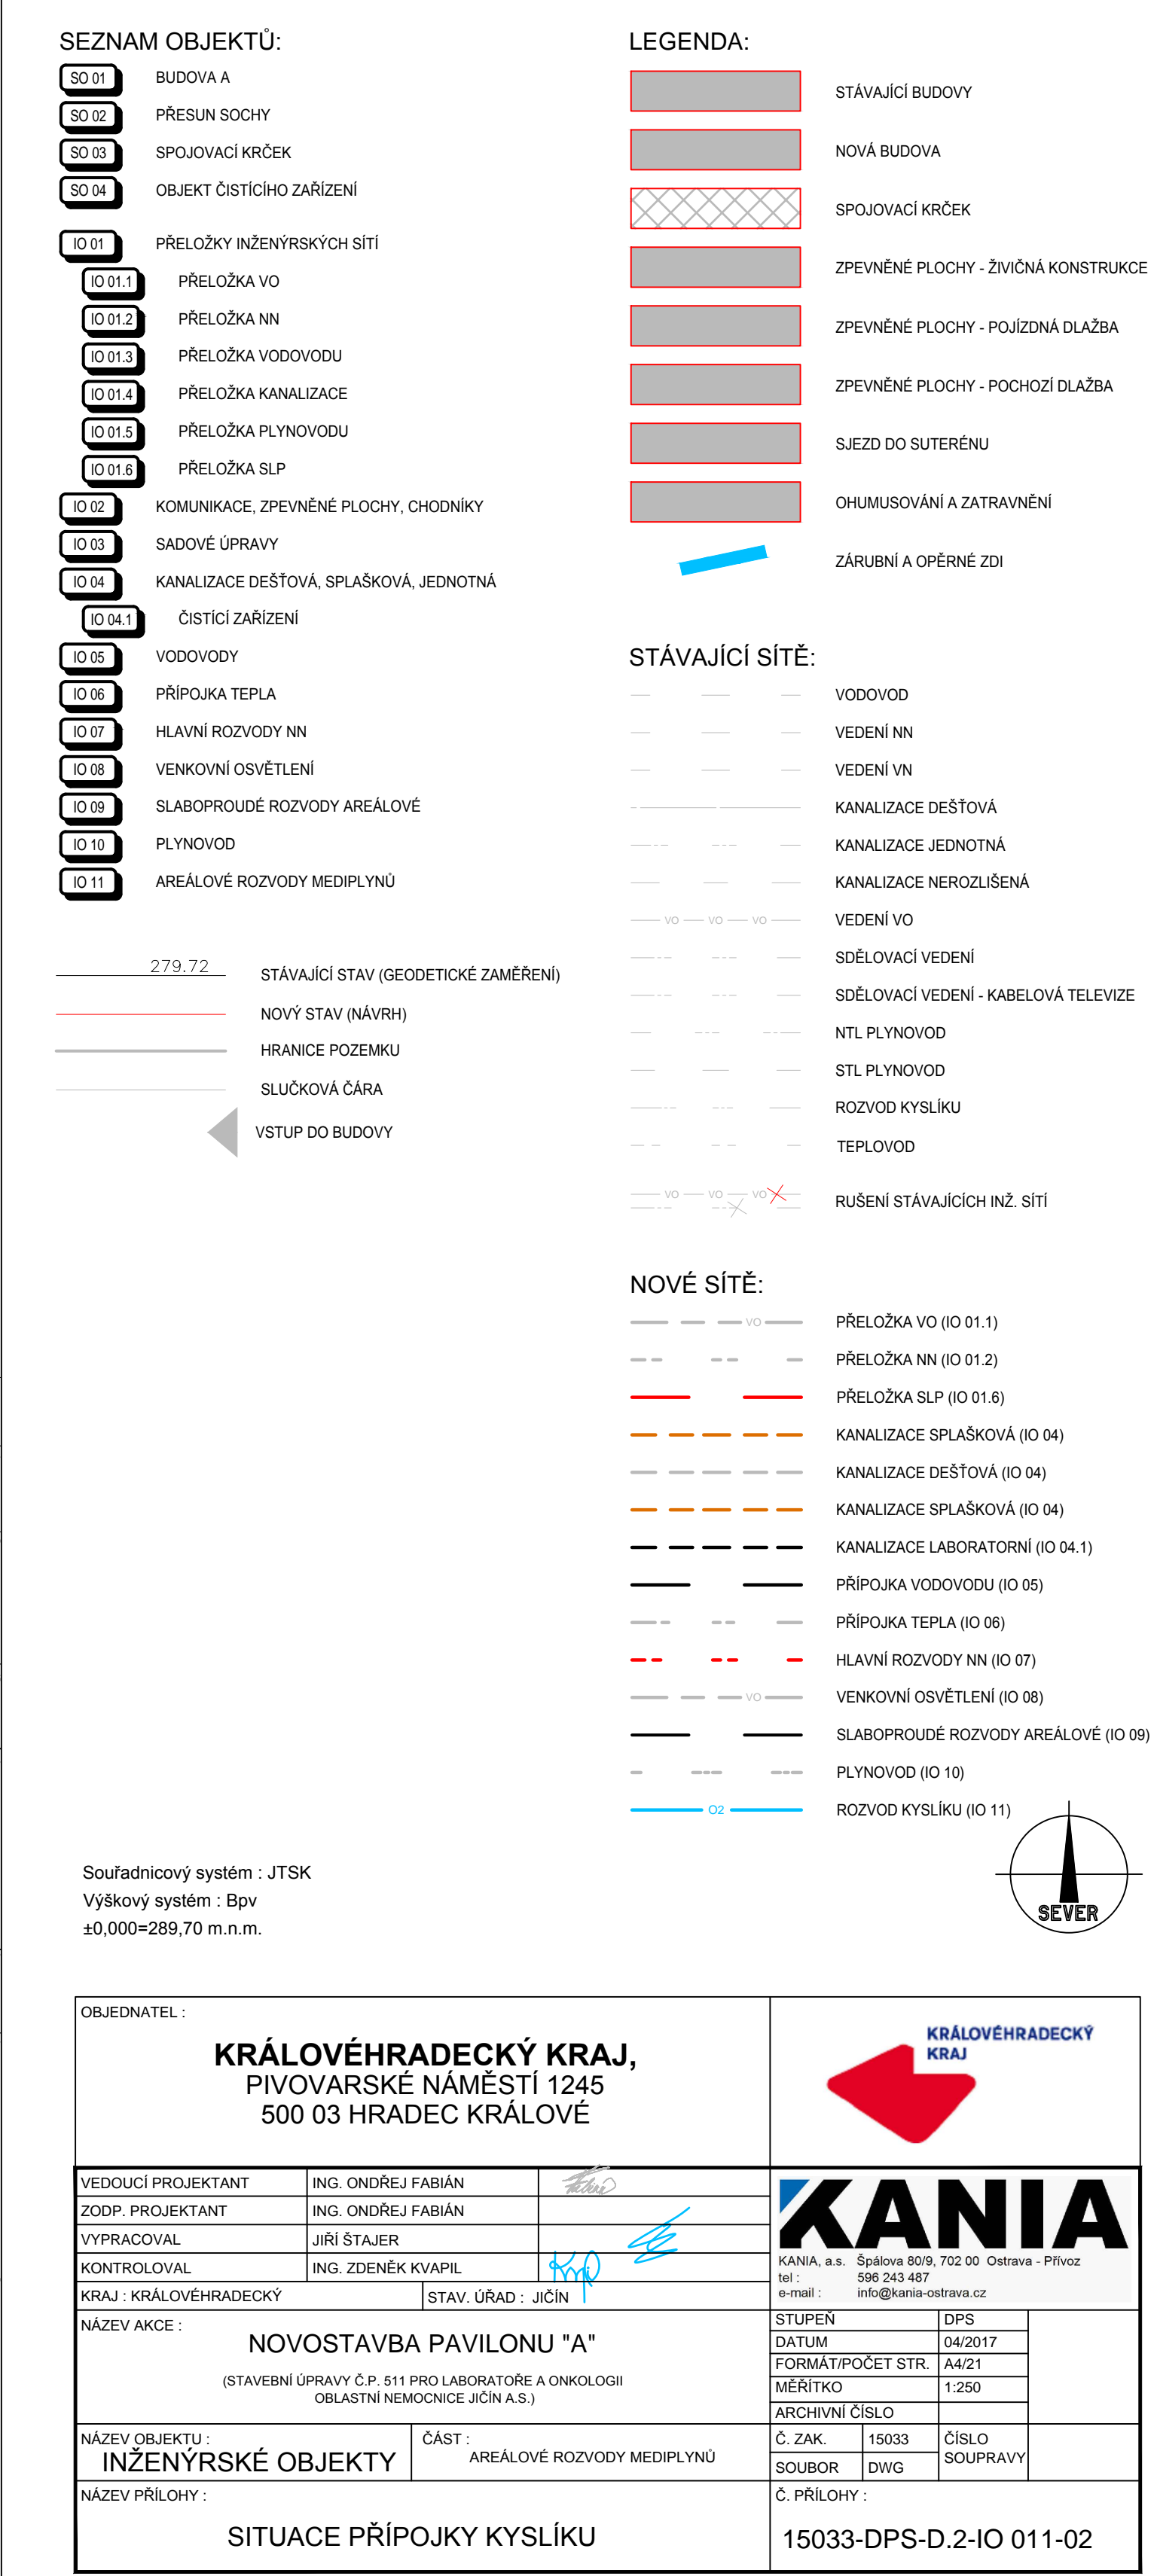 SEZNAM OBJEKTŮ:
SO 01 BUDOVA A
SO 02 PŘESUN SOCHY
SO 03 SPOJOVACÍ KRČEK
SO 04 OBJEKT ČISTÍCÍHO ZAŘÍZENÍ
IO 01 PŘELOŽKY INŽENÝRSKÝCH SÍTÍ
IO 01.1 PŘELOŽKA VO
IO 01.2 PŘELOŽKA NN
IO 01.3 PŘELOŽKA VODOVODU
IO 01.4 PŘELOŽKA KANALIZACE
IO 01.5 PŘELOŽKA PLYNOVODU
IO 01.6 PŘELOŽKA SLP
IO 02 KOMUNIKACE, ZPEVNĚNÉ PLOCHY, CHODNÍKY
IO 03 SADOVÉ ÚPRAVY
IO 04 KANALIZACE DEŠŤOVÁ, SPLAŠKOVÁ, JEDNOTNÁ
IO 04.1 ČISTÍCÍ ZAŘÍZENÍ
IO 05 VODOVODY
IO 06 PŘÍPOJKA TEPLA
IO 07 HLAVNÍ ROZVODY NN
IO 08 VENKOVNÍ OSVĚTLENÍ
IO 09 SLABOPROUDÉ ROZVODY AREÁLOVÉ
IO 10 PLYNOVOD
IO 11 AREÁLOVÉ ROZVODY MEDIPLYNŮ
279.72 STÁVAJÍCÍ STAV (GEODETICKÉ ZAMĚŘENÍ)
NOVÝ STAV (NÁVRH)
HRANICE POZEMKU
SLUČKOVÁ ČÁRA
VSTUP DO BUDOVY
LEGENDA:
STÁVAJÍCÍ BUDOVY
NOVÁ BUDOVA
SPOJOVACÍ KRČEK
ZPEVNĚNÉ PLOCHY - ŽIVIČNÁ KONSTRUKCE
ZPEVNĚNÉ PLOCHY - POJÍZDNÁ DLAŽBA
ZPEVNĚNÉ PLOCHY - POCHOZÍ DLAŽBA
SJEZD DO SUTERÉNU
OHUMUSOVÁNÍ A ZATRAVNĚNÍ
ZÁRUBNÍ A OPĚRNÉ ZDI
STÁVAJÍCÍ SÍTĚ:
VODOVOD
VEDENÍ NN
VEDENÍ VN
KANALIZACE DEŠŤOVÁ
KANALIZACE JEDNOTNÁ
KANALIZACE NEROZLIŠENÁ
VO VO VO VEDENÍ VO
SDĚLOVACÍ VEDENÍ
SDĚLOVACÍ VEDENÍ - KABELOVÁ TELEVIZE
NTL PLYNOVOD
STL PLYNOVOD
ROZVOD KYSLÍKU
TEPLOVOD
VO VO VO RUŠENÍ STÁVAJÍCÍCH INŽ. SÍTÍ
NOVÉ SÍTĚ:
VO PŘELOŽKA VO (IO 01.1)
PŘELOŽKA NN (IO 01.2)
PŘELOŽKA SLP (IO 01.6)
KANALIZACE SPLAŠKOVÁ (IO 04)
KANALIZACE DEŠŤOVÁ (IO 04)
KANALIZACE SPLAŠKOVÁ (IO 04)
KANALIZACE LABORATORNÍ (IO 04.1)
PŘÍPOJKA VODOVODU (IO 05)
PŘÍPOJKA TEPLA (IO 06)
HLAVNÍ ROZVODY NN (IO 07)
VO VENKOVNÍ OSVĚTLENÍ (IO 08)
SLABOPROUDÉ ROZVODY AREÁLOVÉ (IO 09)
PLYNOVOD (IO 10)
O2 ROZVOD KYSLÍKU (IO 11)
SEVER
Souřadnicový systém : JTSK
Výškový systém : Bpv
±0,000=289,70 m.n.m.
OBJEDNATEL :
KRÁLOVÉHRADECKÝ KRAJ,
PIVOVARSKÉ NÁMĚSTÍ 1245
500 03 HRADEC KRÁLOVÉ
KRÁLOVÉHRADECKÝ
KRAJ
VEDOUCÍ PROJEKTANT ING. ONDŘEJ FABIÁN
ZODP. PROJEKTANT ING. ONDŘEJ FABIÁN
VYPRACOVAL JIŘÍ ŠTAJER
KONTROLOVAL ING. ZDENĚK KVAPIL
KRAJ : KRÁLOVÉHRADECKÝ STAV. ÚŘAD : JIČÍN
KANIA
KANIA, a.s. Špálova 80/9, 702 00 Ostrava - Přívoz
tel : 596 243 487
e-mail : info@kania-ostrava.cz
NÁZEV AKCE :
NOVOSTAVBA PAVILONU "A"
(STAVEBNÍ ÚPRAVY Č.P. 511 PRO LABORATOŘE A ONKOLOGII
OBLASTNÍ NEMOCNICE JIČÍN A.S.)
STUPEŇ DPS
DATUM 04/2017
FORMÁT/POČET STR. A4/21
MĚŘÍTKO 1:250
ARCHIVNÍ ČÍSLO
NÁZEV OBJEKTU :
INŽENÝRSKÉ OBJEKTY
ČÁST :
AREÁLOVÉ ROZVODY MEDIPLYNŮ
Č. ZAK. 15033 ČÍSLO
SOUPRAVY
SOUBOR DWG
NÁZEV PŘÍLOHY :
SITUACE PŘÍPOJKY KYSLÍKU
Č. PŘÍLOHY :
15033-DPS-D.2-IO 011-02